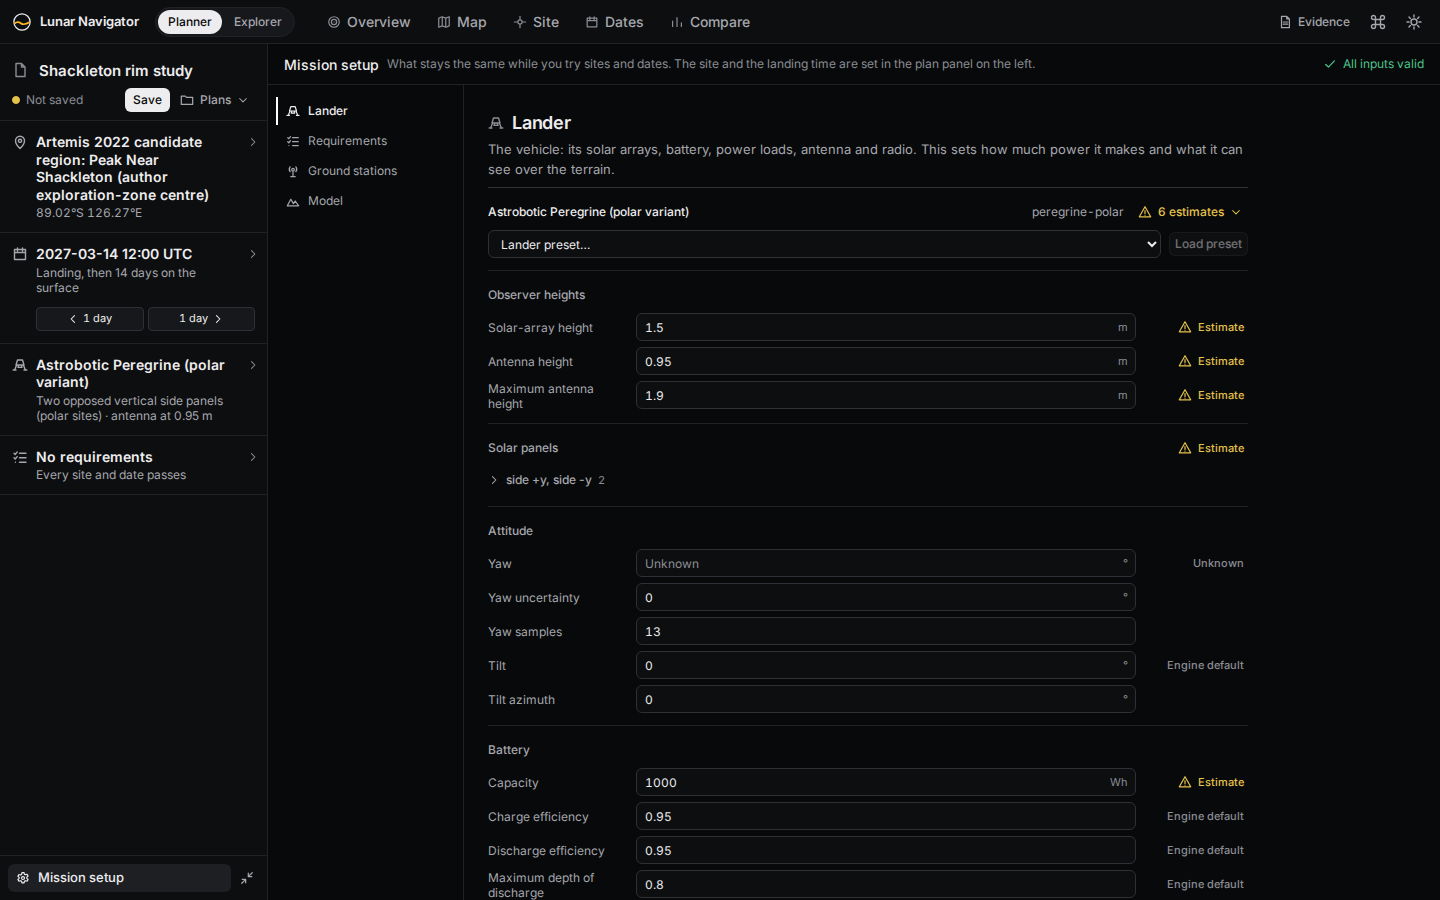 Lunar Navigator
Planner
Explorer
Overview
Map
Site
Dates
Compare
Evidence
Shackleton rim study
Not saved
Save
Plans
Artemis 2022 candidate
region: Peak Near
Shackleton (author
exploration-zone centre)
89.02°S 126.27°E
2027-03-14 12:00 UTC
Landing, then 14 days on the
surface
1 day
1 day
Astrobotic Peregrine (polar
variant)
Two opposed vertical side panels
(polar sites) · antenna at 0.95 m
No requirements
Every site and date passes
Mission setup
Mission setup
What stays the same while you try sites and dates. The site and the landing time are set in the plan panel on the left.
All inputs valid
Lander
Requirements
Ground stations
Model
Lander
The vehicle: its solar arrays, battery, power loads, antenna and radio. This sets how much power it makes and what it can
see over the terrain.
Astrobotic Peregrine (polar variant)
peregrine-polar
6 estimates
Lander preset...
Load preset
Observer heights
Solar-array height
1.5
m
Estimate
Antenna height
0.95
m
Estimate
Maximum antenna
height
1.9
m
Estimate
Solar panels
Estimate
side +y, side -y 2
Attitude
Yaw
Unknown
°
Unknown
Yaw uncertainty
0
°
Yaw samples
13
Tilt
0
°
Engine default
Tilt azimuth
0
°
Battery
Capacity
1000
Wh
Estimate
Charge efficiency
0.95
Engine default
Discharge efficiency
0.95
Engine default
Maximum depth of
discharge
0.8
Engine default